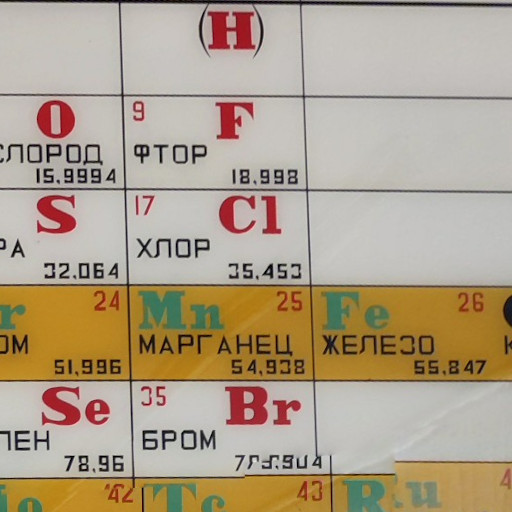 (H)
O 9 F
СЛОРОД ФТОР
15,9994 18,998
S 17 Cl
РА ХЛОР
32,064 35,453
r 24 Mn 25 Fe 26
ОМ МАРГАНЕЦ ЖЕЛЕЗО К
51,996 54,938 55,847
Se 35 Br
ЛЕН БРОМ
78,96
42 Tc 43 Ru 4